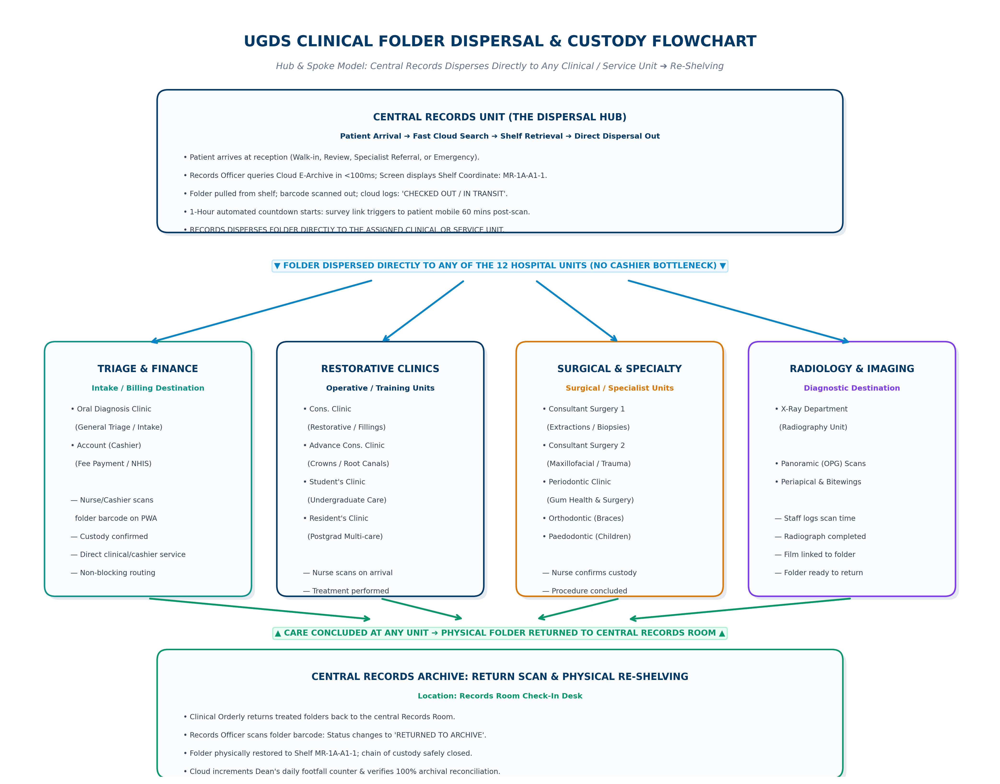 UGDS CLINICAL FOLDER DISPERSAL & CUSTODY FLOWCHART
Hub & Spoke Model: Central Records Disperses Directly to Any Clinical / Service Unit ➔ Re-Shelving
CENTRAL RECORDS UNIT (THE DISPERSAL HUB)
Patient Arrival ➔ Fast Cloud Search ➔ Shelf Retrieval ➔ Direct Dispersal Out
• Patient arrives at reception (Walk-in, Review, Specialist Referral, or Emergency).
• Records Officer queries Cloud E-Archive in <100ms; Screen displays Shelf Coordinate: MR-1A-A1-1.
• Folder pulled from shelf; barcode scanned out; cloud logs: 'CHECKED OUT / IN TRANSIT'.
• 1-Hour automated countdown starts: survey link triggers to patient mobile 60 mins post-scan.
• RECORDS DISPERSES FOLDER DIRECTLY TO THE ASSIGNED CLINICAL OR SERVICE UNIT.
▼ FOLDER DISPERSED DIRECTLY TO ANY OF THE 12 HOSPITAL UNITS (NO CASHIER BOTTLENECK) ▼
TRIAGE & FINANCE
Intake / Billing Destination
• Oral Diagnosis Clinic
(General Triage / Intake)
• Account (Cashier)
(Fee Payment / NHIS)
— Nurse/Cashier scans
folder barcode on PWA
— Custody confirmed
— Direct clinical/cashier service
— Non-blocking routing
RESTORATIVE CLINICS
Operative / Training Units
• Cons. Clinic
(Restorative / Fillings)
• Advance Cons. Clinic
(Crowns / Root Canals)
• Student's Clinic
(Undergraduate Care)
• Resident's Clinic
(Postgrad Multi-care)
— Nurse scans on arrival
— Treatment performed
SURGICAL & SPECIALTY
Surgical / Specialist Units
• Consultant Surgery 1
(Extractions / Biopsies)
• Consultant Surgery 2
(Maxillofacial / Trauma)
• Periodontic Clinic
(Gum Health & Surgery)
• Orthodontic (Braces)
• Paedodontic (Children)
— Nurse confirms custody
— Procedure concluded
RADIOLOGY & IMAGING
Diagnostic Destination
• X-Ray Department
(Radiography Unit)
• Panoramic (OPG) Scans
• Periapical & Bitewings
— Staff logs scan time
— Radiograph completed
— Film linked to folder
— Folder ready to return
▲ CARE CONCLUDED AT ANY UNIT ➔ PHYSICAL FOLDER RETURNED TO CENTRAL RECORDS ROOM ▲
CENTRAL RECORDS ARCHIVE: RETURN SCAN & PHYSICAL RE-SHELVING
Location: Records Room Check-In Desk
• Clinical Orderly returns treated folders back to the central Records Room.
• Records Officer scans folder barcode: Status changes to 'RETURNED TO ARCHIVE'.
• Folder physically restored to Shelf MR-1A-A1-1; chain of custody safely closed.
• Cloud increments Dean's daily footfall counter & verifies 100% archival reconciliation.